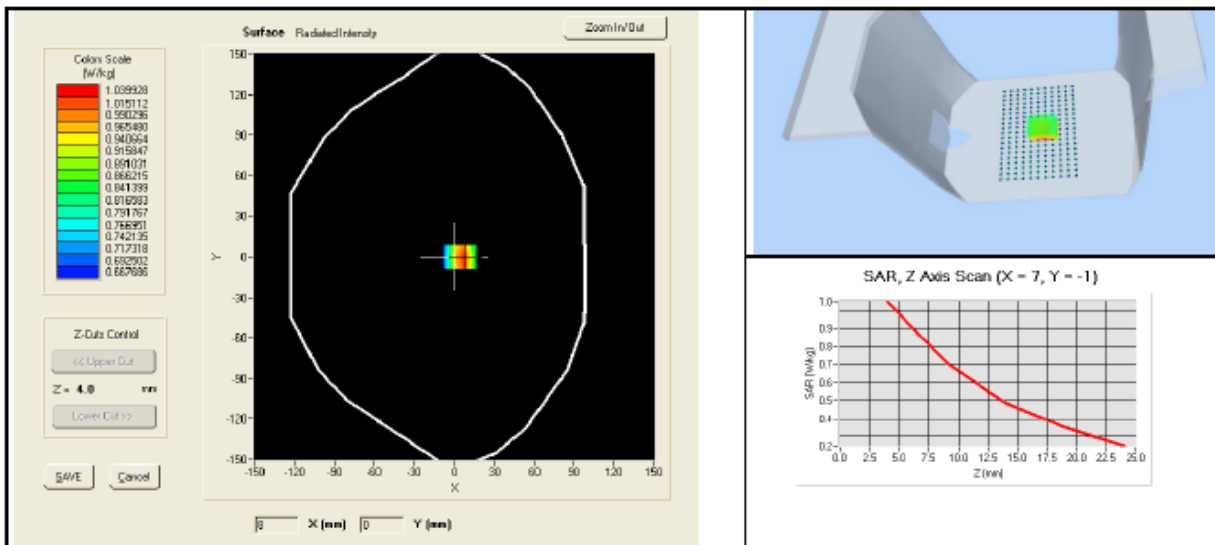 Surface Radiated Intensity
Zoom In/Out
Colors Scale
[W/kg]
1.039928
1.015112
0.990296
0.965480
0.940664
0.915847
0.891031
0.866215
0.841399
0.816583
0.791767
0.766951
0.742135
0.717318
0.692502
0.667686
Z-Cuts Control
<< Upper Cut
Z = 4.0 mm
Lower Cut >>
SAVE Cancel
150
120
90
60
30
0
-30
-60
-90
-120
-150
Y
-150 -120 -90 -60 -30 0 30 60 90 120 150
X
8 X (mm) 0 Y (mm)
SAR, Z Axis Scan (X = 7, Y = -1)
1.0
0.9
0.8
0.7
0.6
0.5
0.4
0.2
SAR [W/kg]
0.0 2.5 5.0 7.5 10.0 12.5 15.0 17.5 20.0 22.5 25.0
Z (mm)